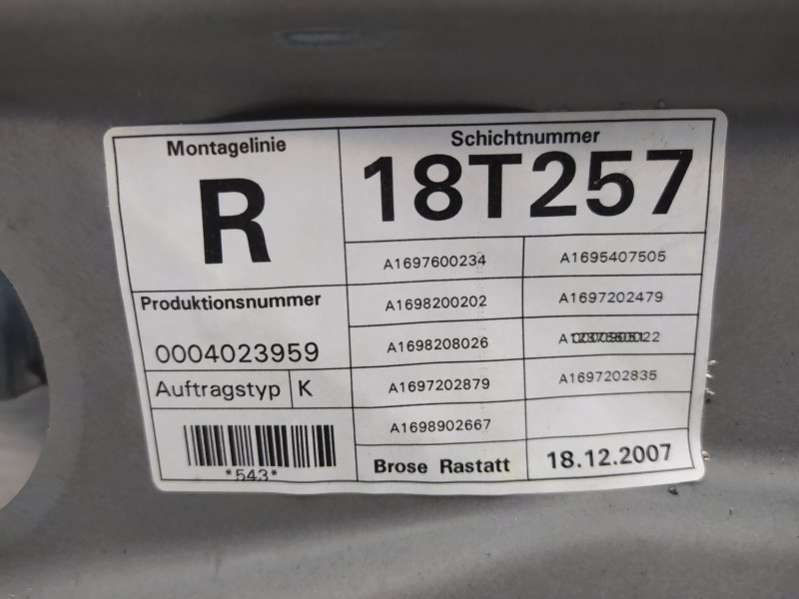 Montagelinie
R
Schichtnummer
18T257
A1697600234 A1695407505
Produktionsnummer
A1698200202 A1697202479
0004023959
A1698208026
Auftragstyp K
A1697202879 A1697202835
A1698902667
*543*
Brose Rastatt 18.12.2007